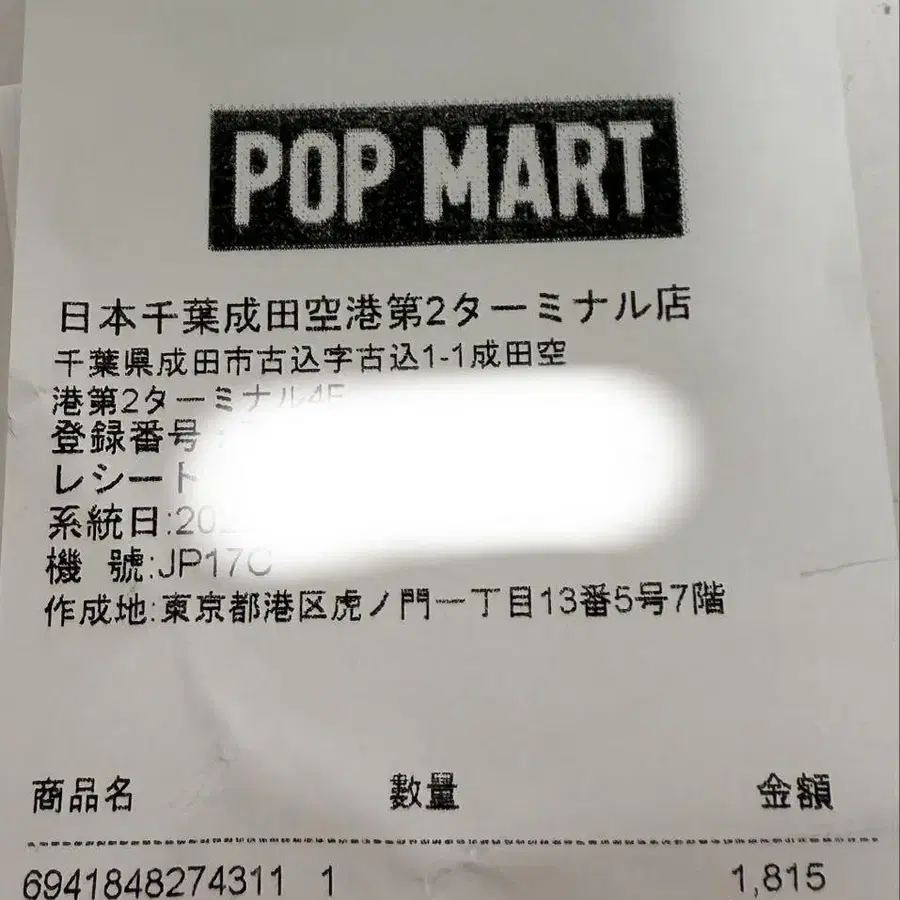 POP MART
日本千葉成田空港第2ターミナル店
千葉県成田市古込字古込1-1成田空
港第2ターミナル4F
登録番号
レシート
系統日:202
機 號:JP17C
作成地:東京都港区虎ノ門一丁目13番5号7階
商品名 數量 金額
6941848274311 1 1,815